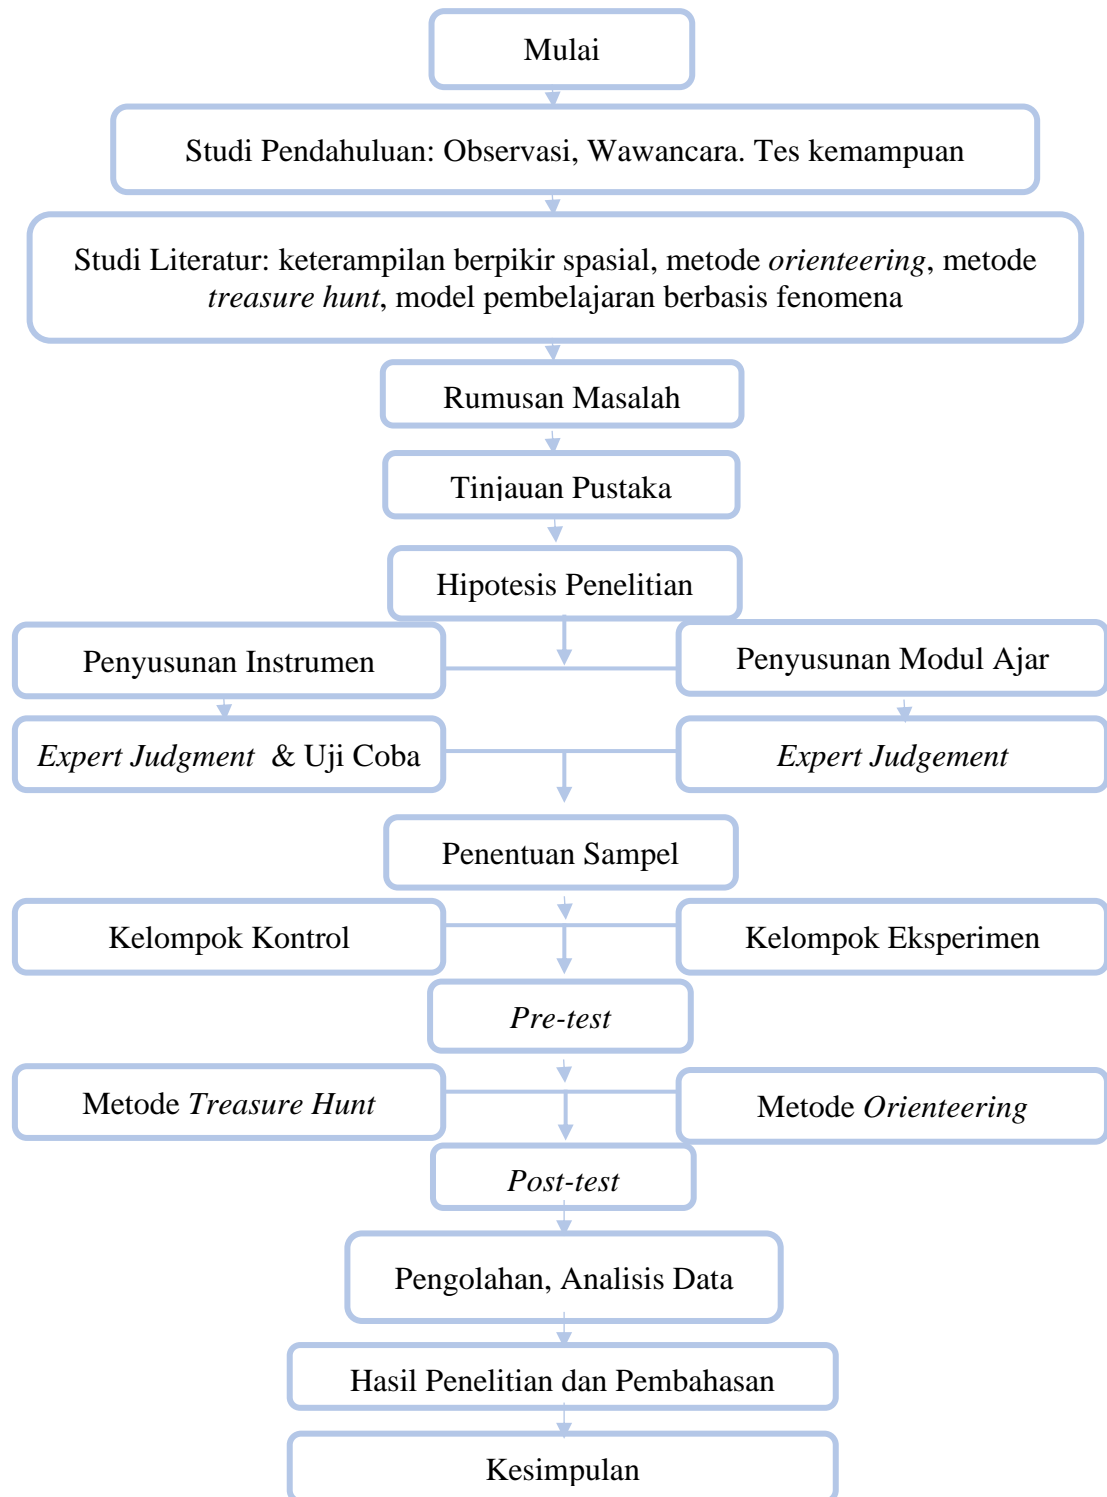 Mulai
Studi Pendahuluan: Observasi, Wawancara. Tes kemampuan
Studi Literatur: keterampilan berpikir spasial, metode orienteering, metode
treasure hunt, model pembelajaran berbasis fenomena
Rumusan Masalah
Tinjauan Pustaka
Hipotesis Penelitian
Penyusunan Instrumen
Penyusunan Modul Ajar
Expert Judgment & Uji Coba
Expert Judgement
Penentuan Sampel
Kelompok Kontrol
Kelompok Eksperimen
Pre-test
Metode Treasure Hunt
Metode Orienteering
Post-test
Pengolahan, Analisis Data
Hasil Penelitian dan Pembahasan
Kesimpulan